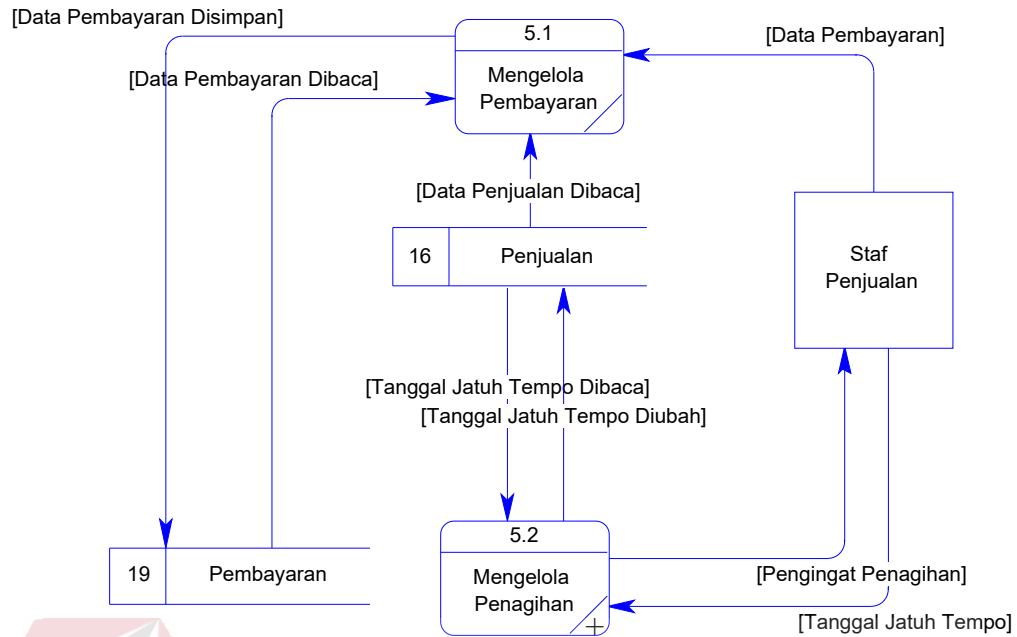 [Data Pembayaran Disimpan]
5.1
[Data Pembayaran]
[Data Pembayaran Dibaca]
Mengelola
Pembayaran
[Data Penjualan Dibaca]
16
Penjualan
Staf
Penjualan
[Tanggal Jatuh Tempo Dibaca]
[Tanggal Jatuh Tempo Diubah]
5.2
19
Pembayaran
Mengelola
Penagihan
[Pengingat Penagihan]
[Tanggal Jatuh Tempo]